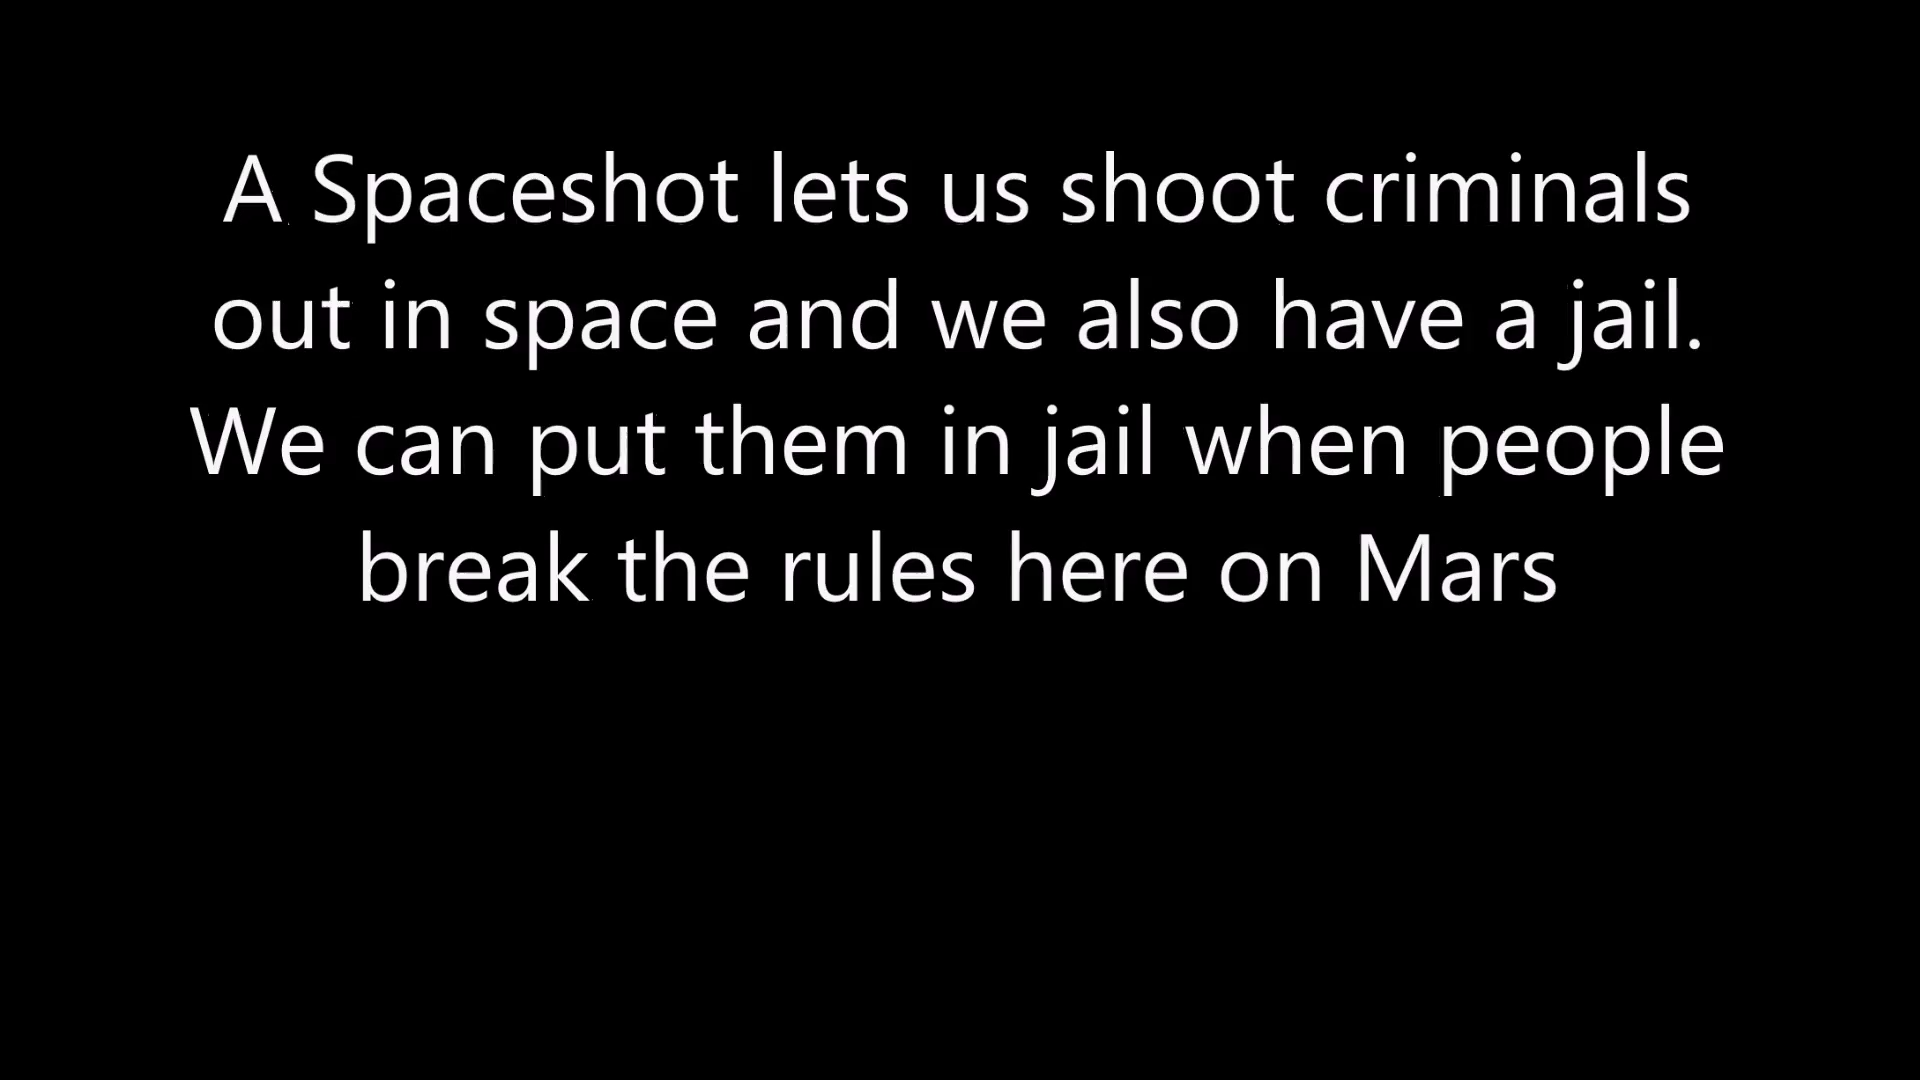 A Spaceshot lets us shoot criminals
out in space and we also have a jail.
We can put them in jail when people
break the rules here on Mars